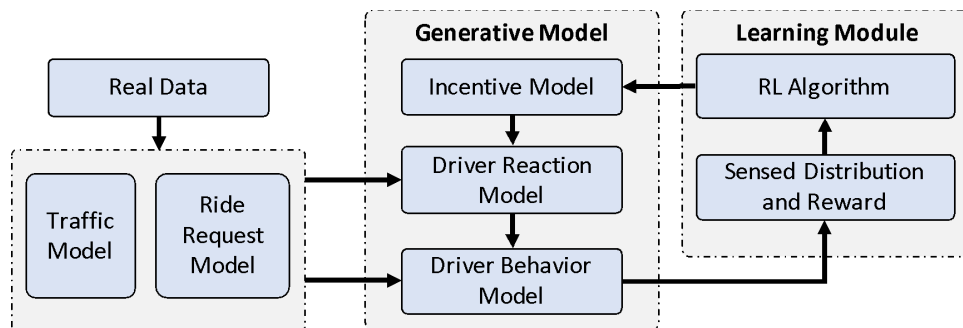 Real Data
Traffic
Model
Ride
Request
Model
Generative Model
Incentive Model
Driver Reaction
Model
Driver Behavior
Model
Learning Module
RL Algorithm
Sensed Distribution
and Reward